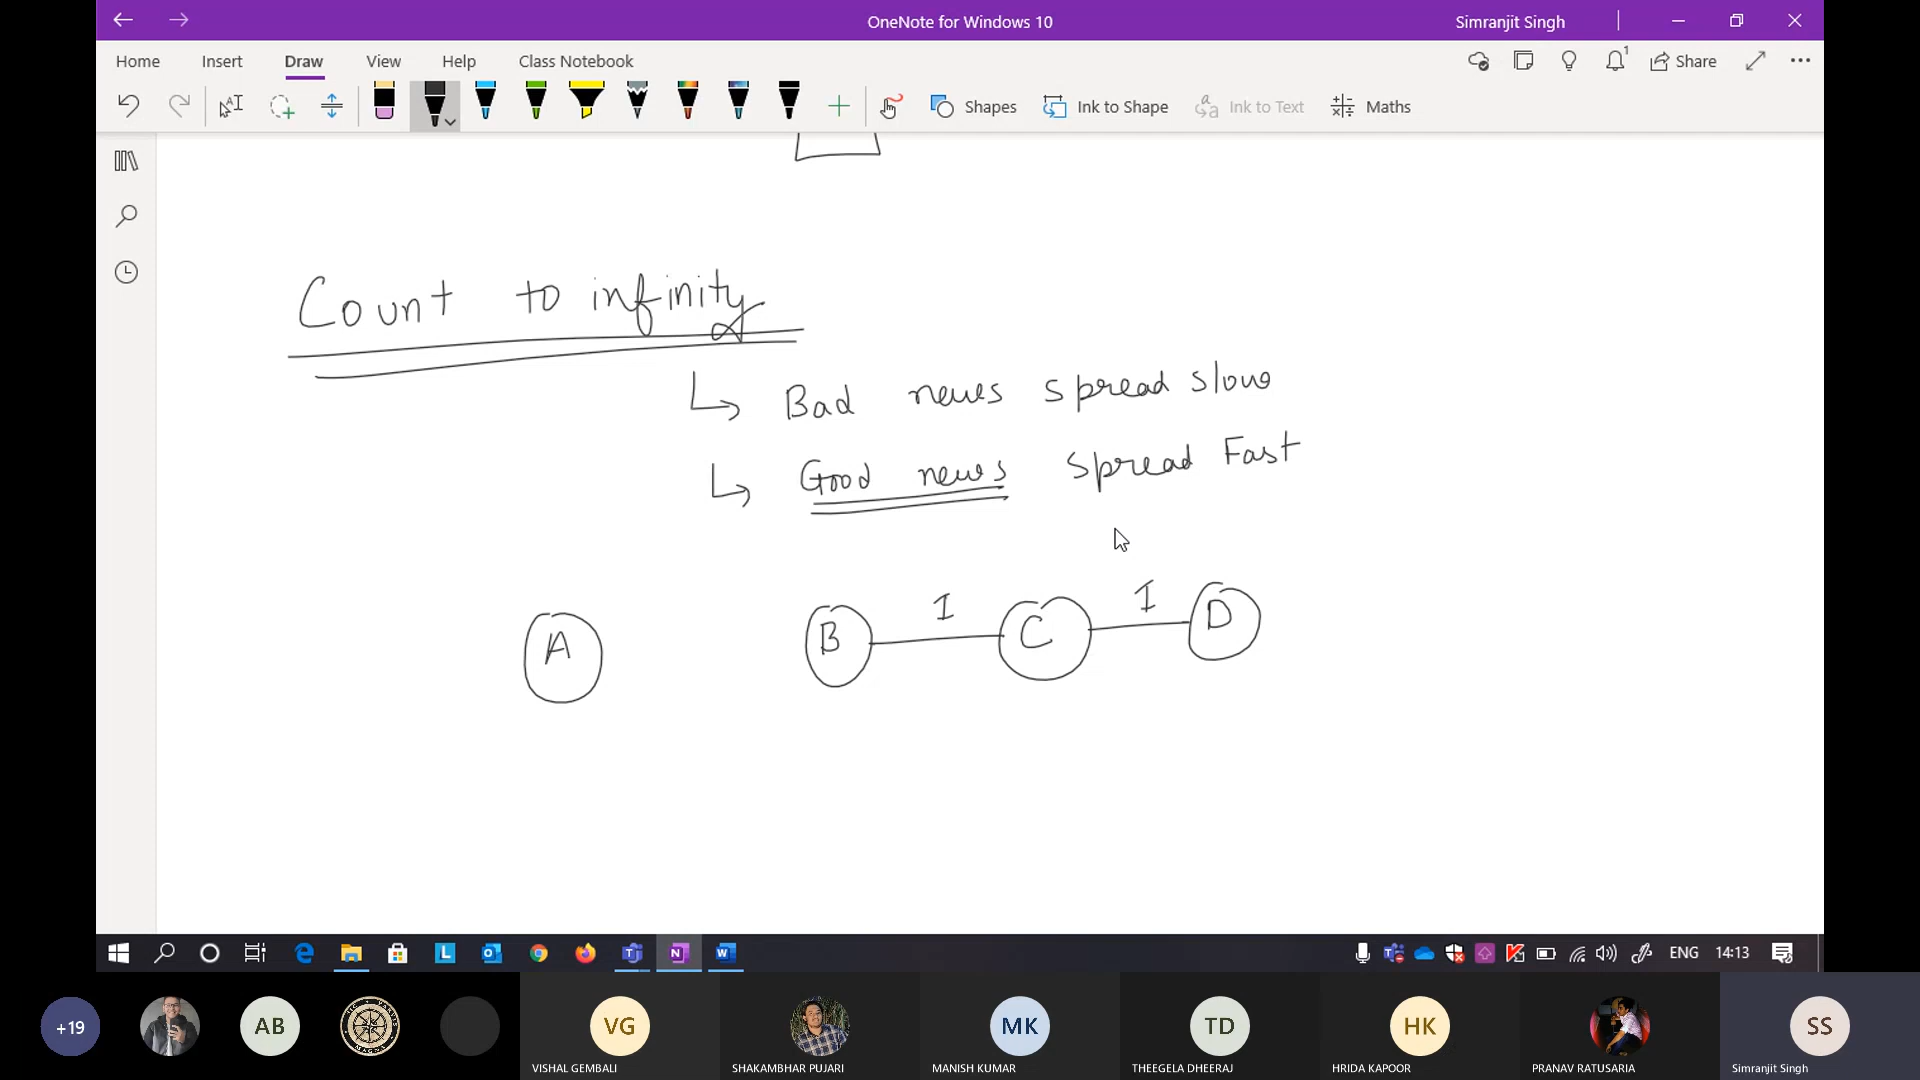 OneNote for Windows 10
Simranjit Singh
Home Insert Draw View Help Class Notebook
Share
Shapes Ink to Shape Ink to Text Maths
Count to infinity
Bad news spread slow
Good news spread Fast
A B 1 C 1 D
ENG 14:13
+19 AB VG MK TD HK SS
VISHAL GEMBALI SHAKAMBHAR PUJARI MANISH KUMAR THEEGELA DHEERAJ HRIDA KAPOOR PRANAV RATUSARIA Simranjit Singh